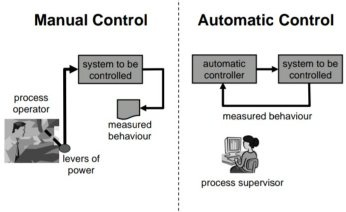 Manual Control
system to be
controlled
process
operator
measured
behaviour
levers of
power
Automatic Control
automatic
controller
system to be
controlled
measured behaviour
process supervisor